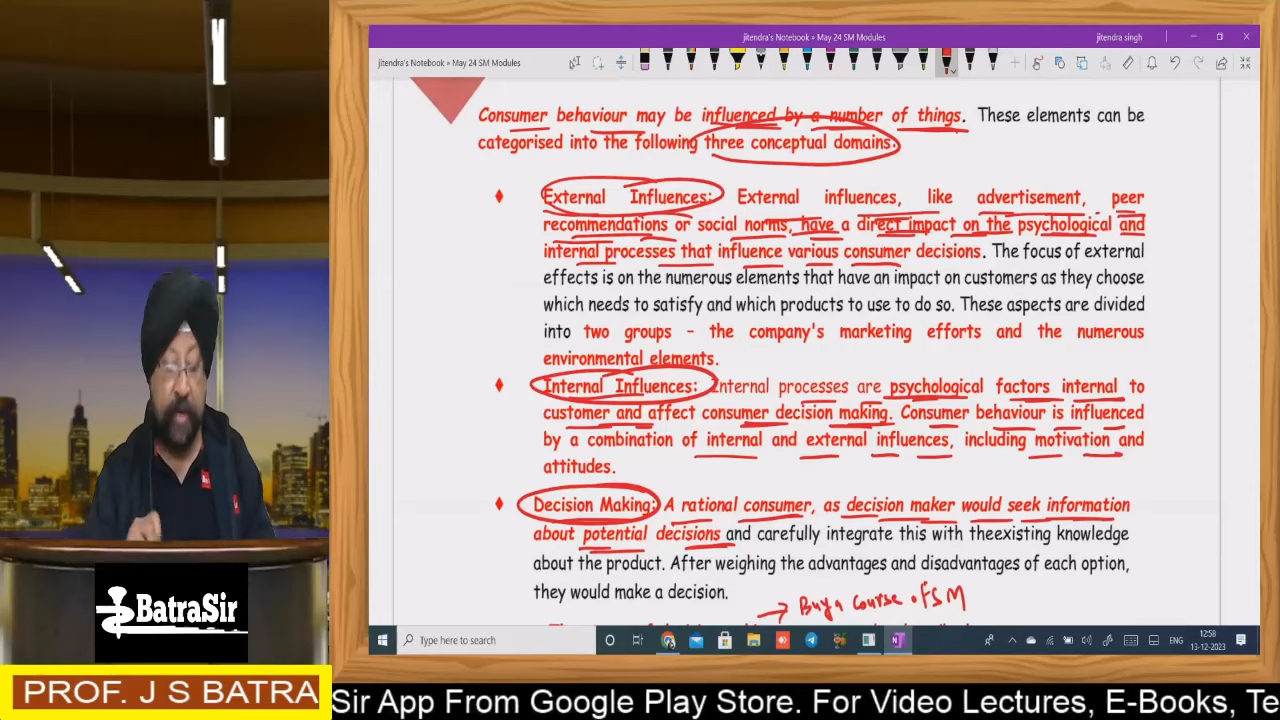 jitendra's Notebook » May 24 SM Modules
jitendra singh
jitendra's Notebook » May 24 SM Modules
Consumer behaviour may be influenced by a number of things. These elements can be
categorised into the following three conceptual domains:
External Influences: External influences, like advertisement, peer
recommendations or social norms, have a direct impact on the psychological and
internal processes that influence various consumer decisions. The focus of external
effects is on the numerous elements that have an impact on customers as they choose
which needs to satisfy and which products to use to do so. These aspects are divided
into two groups – the company's marketing efforts and the numerous
environmental elements.
Internal Influences: Internal processes are psychological factors internal to
customer and affect consumer decision making. Consumer behaviour is influenced
by a combination of internal and external influences, including motivation and
attitudes.
Decision Making: A rational consumer, as decision maker would seek information
about potential decisions and carefully integrate this with theexisting knowledge
about the product. After weighing the advantages and disadvantages of each option,
they would make a decision.
→ Buy a Course of SM
Type here to search
ENG
12:58
13-12-2023
BatraSir
PROF. J S BATRA
Sir App From Google Play Store. For Video Lectures, E-Books, Te